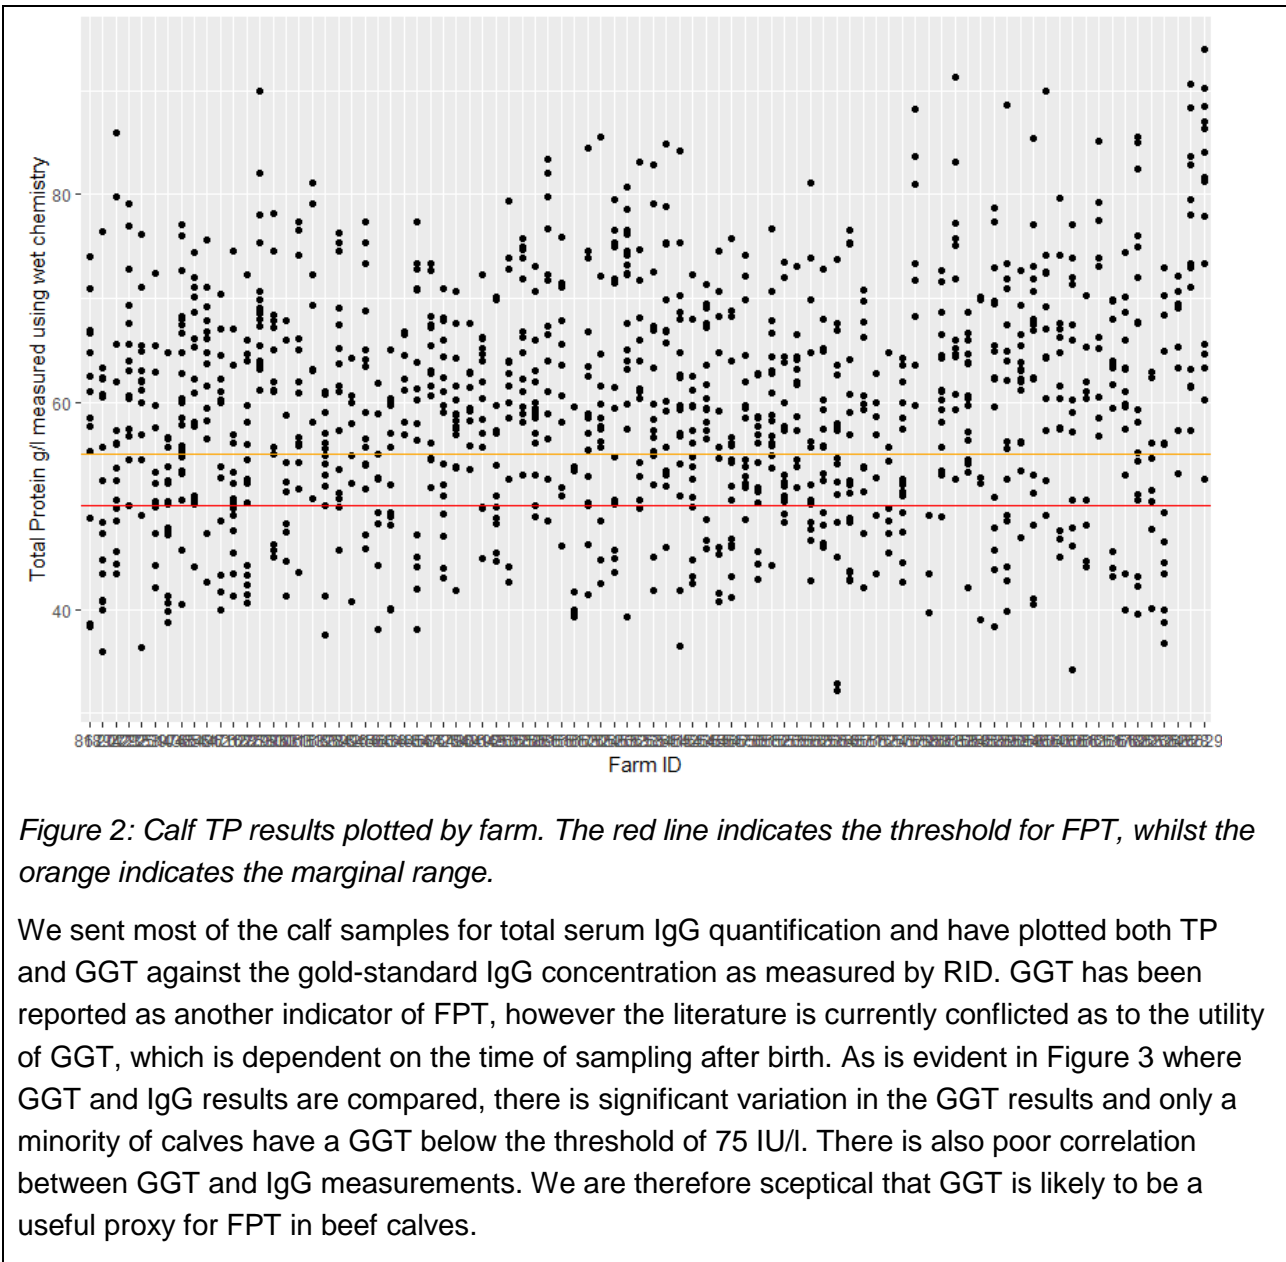 Total Protein g/l measured using wet chemistry
80
60
40
Farm ID
Figure 2: Calf TP results plotted by farm. The red line indicates the threshold for FPT, whilst the
orange indicates the marginal range.
We sent most of the calf samples for total serum IgG quantification and have plotted both TP
and GGT against the gold-standard IgG concentration as measured by RID. GGT has been
reported as another indicator of FPT, however the literature is currently conflicted as to the utility
of GGT, which is dependent on the time of sampling after birth. As is evident in Figure 3 where
GGT and IgG results are compared, there is significant variation in the GGT results and only a
minority of calves have a GGT below the threshold of 75 IU/l. There is also poor correlation
between GGT and IgG measurements. We are therefore sceptical that GGT is likely to be a
useful proxy for FPT in beef calves.